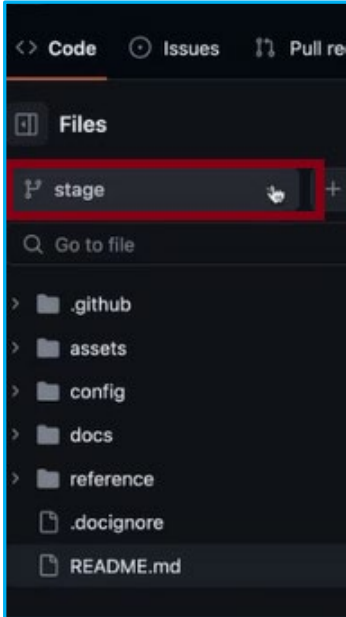 Code Issues Pull re
Files
stage
Go to file
.github
assets
config
docs
reference
.docignore
README.md